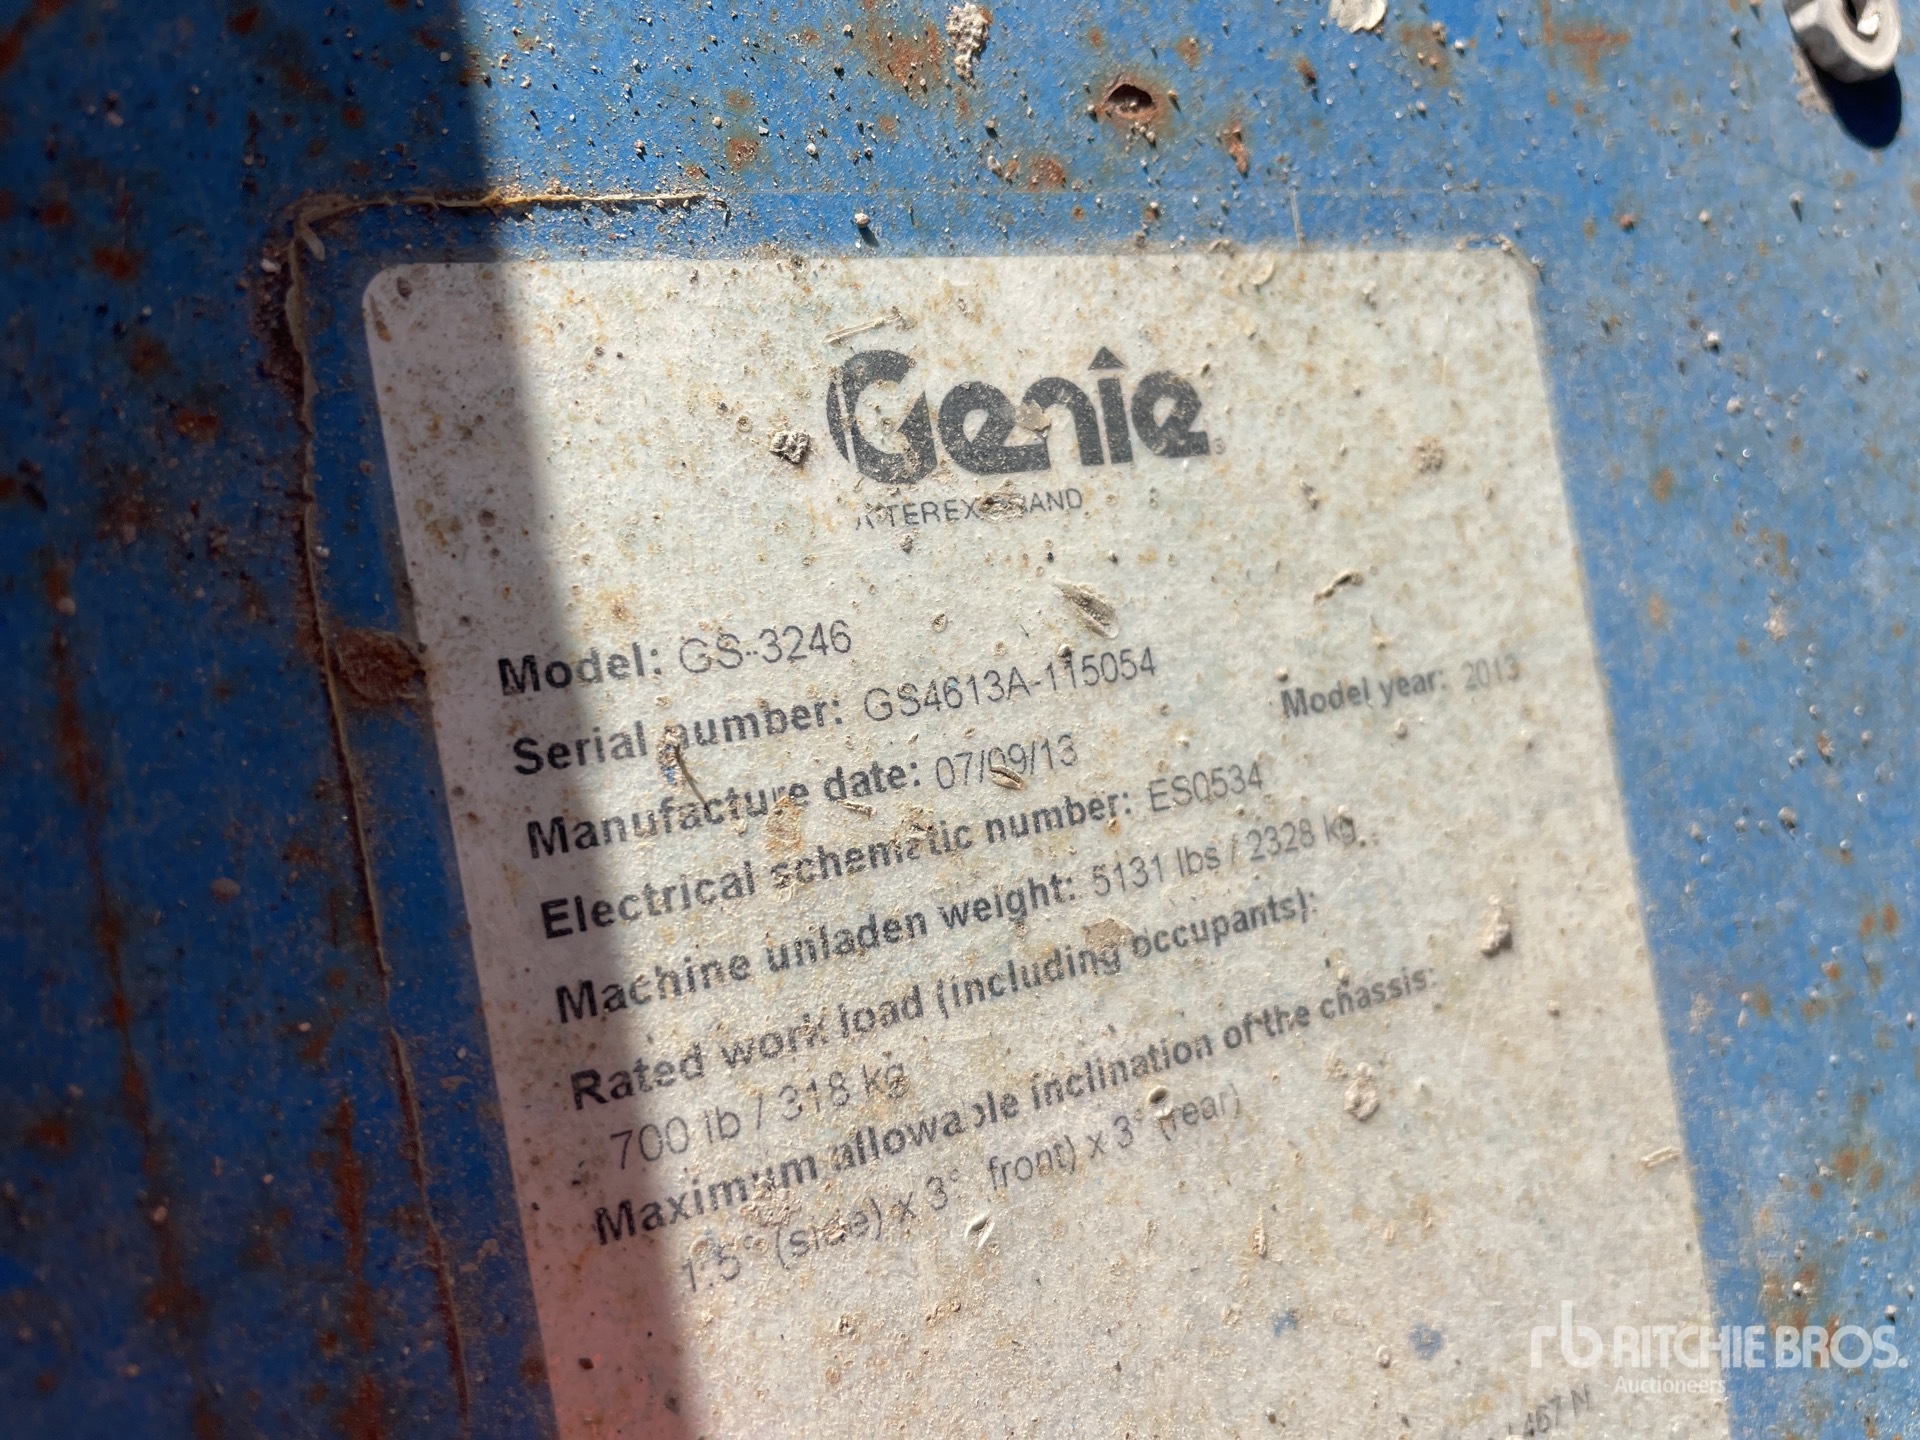 Genie
A TEREX BRAND
Model: GS-3246
Serial number: GS4613A-115054
Model year: 2013
Manufacture date: 07/09/13
Electrical schematic number: ES0534
Machine unladen weight: 5131 lbs / 2328 kg
Rated work load (including occupants):
700 lb / 318 kg
Maximum allowable inclination of the chassis:
1.5° (side) x 3° (front) x 3° (rear)
467 N
rb RITCHIE BROS.
Auctioneers